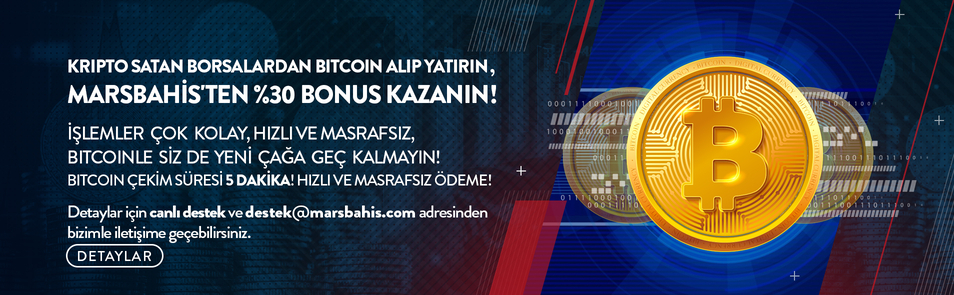 KRIPTO SATAN BORSALARDAN BITCOIN ALIP YATIRIN,
MARSBAHİS'TEN %30 BONUS KAZANIN!
İŞLEMLER ÇOK KOLAY, HIZLI VE MASRAFSIZ,
BITCOINLE SİZ DE YENİ ÇAĞA GEÇ KALMAYIN!
BITCOIN ÇEKİM SÜRESİ 5 DAKİKA! HIZLI VE MASRAFSIZ ÖDEME!
Detaylar için canlı destek ve destek@marsbahis.com adresinden
bizimle iletişime geçebilirsiniz.
DETAYLAR